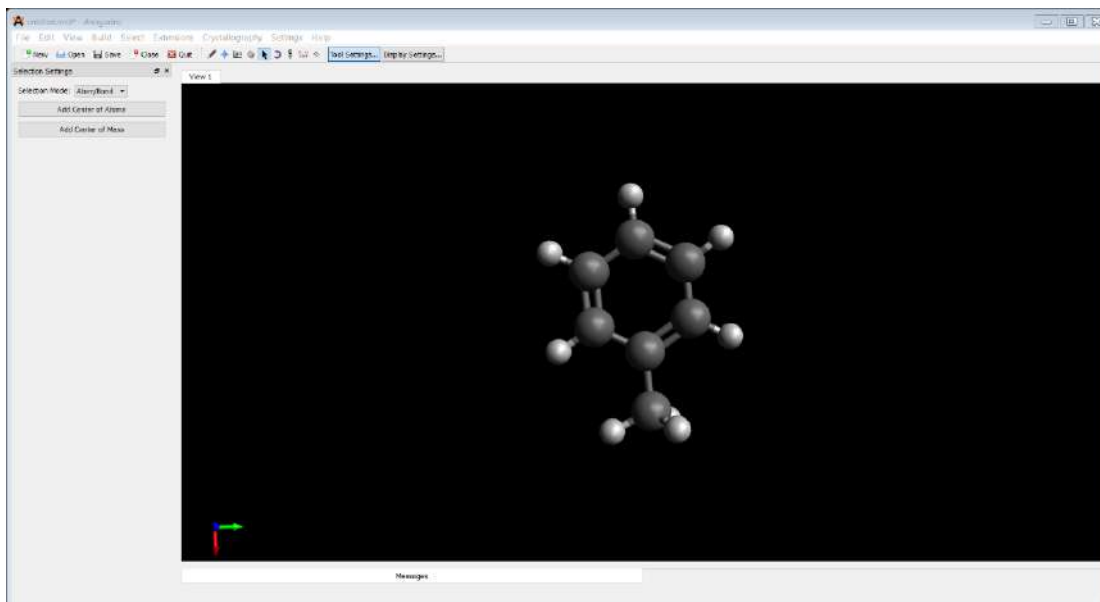 File Edit View Build Select Extensions Crystallography Settings Help
New Open Save Close Quit Tool Settings... Display Settings...
Selection Settings
View 1
Selection Mode: Atom/Bond
Add Center of Atoms
Add Center of Mass
Messages